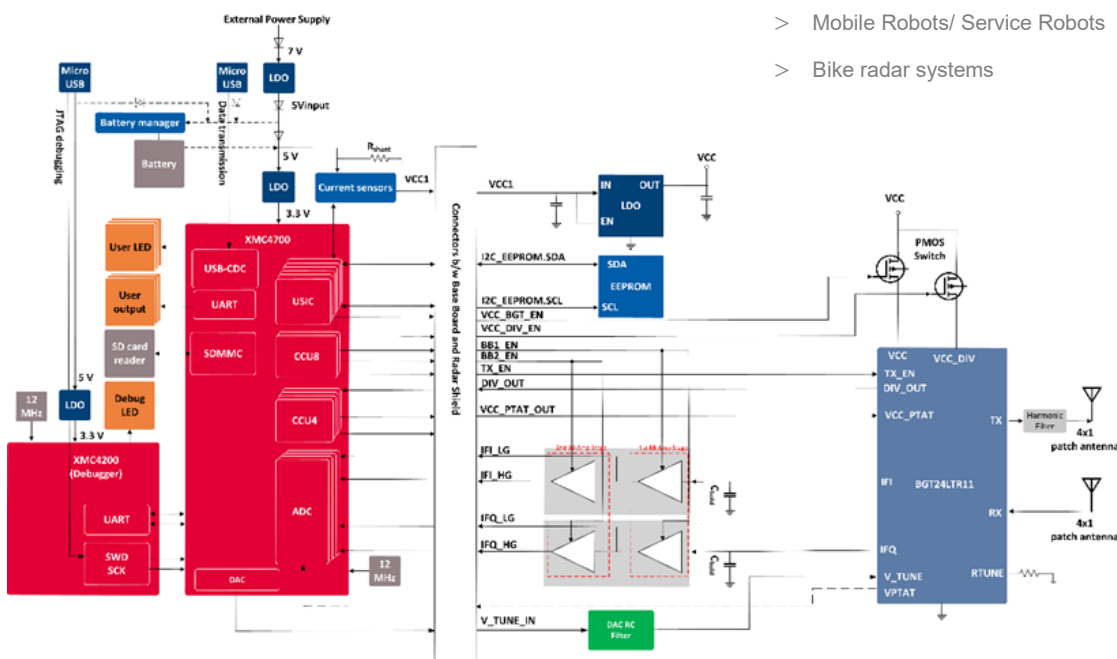 > Mobile Robots/ Service Robots
> Bike radar systems
External Power Supply
7 V
LDO
5Vinput
Micro
USB
Micro
USB
JTAG debugging
Data transmission
Battery manager
Battery
5 V
LDO
3.3 V
Rshunt
Current sensors
VCC1
User LED
User
output
SD card
reader
Debug
LED
12
MHz
5 V
LDO
3.3 V
XMC4200
(Debugger)
UART
SWD
SCK
XMC4700
USB-CDC
UART
SDMMC
USIC
CCU8
CCU4
ADC
DAC
12
MHz
Connectors b/w Base Board and Radar Shield
VCC1
IN
OUT
LDO
EN
VCC
I2C_EEPROM.SDA
SDA
EEPROM
I2C_EEPROM.SCL
SCL
VCC_BGT_EN
VCC_DIV_EN
BB1_EN
BB2_EN
TX_EN
DIV_OUT
VCC_PTAT_OUT
IFI_LG
IFI_HG
IFQ_LG
IFQ_HG
Chold
Chold
V_TUNE_IN
DAC RC
Filter
VCC
PMOS
Switch
VCC
VCC_DIV
TX_EN
DIV_OUT
VCC_PTAT
TX
IFI
BGT24LTR11
RX
IFQ
V_TUNE
VPTAT
RTUNE
Harmonic
Filter
4x1
patch antenna
4x1
patch antenna